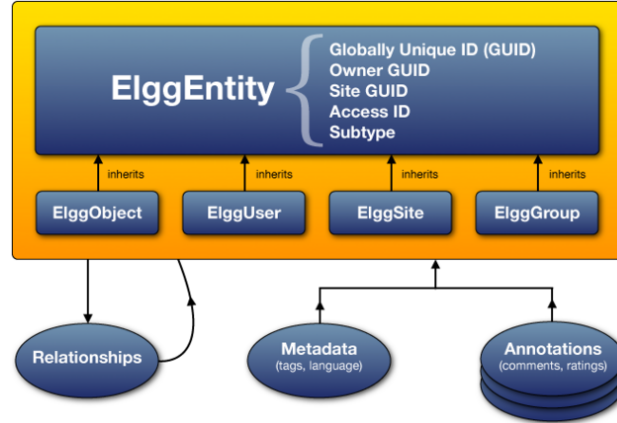 ElggEntity
Globally Unique ID (GUID)
Owner GUID
Site GUID
Access ID
Subtype
inherits
inherits
inherits
inherits
ElggObject
ElggUser
ElggSite
ElggGroup
Relationships
Metadata
(tags, language)
Annotations
(comments, ratings)